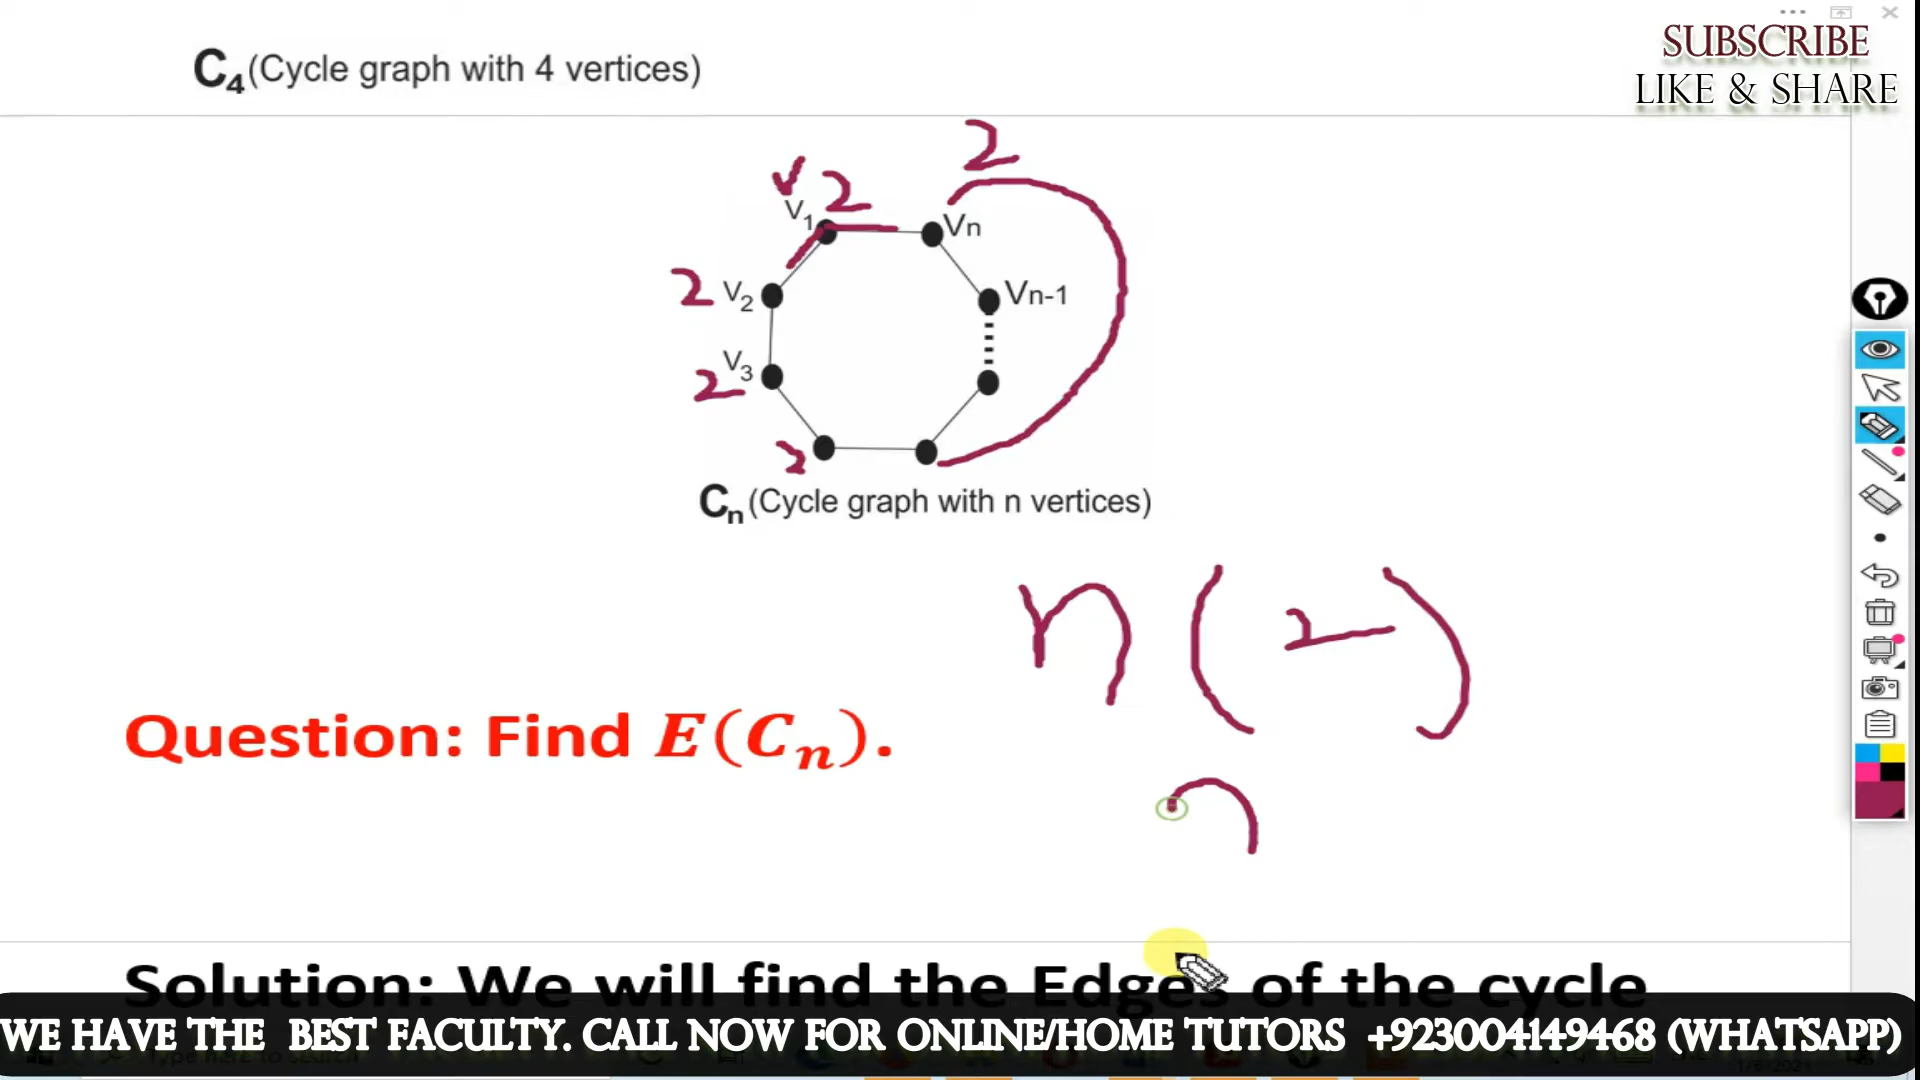 SUBSCRIBE
LIKE & SHARE
C4(Cycle graph with 4 vertices)
2
2
V1
Vn
2 V2
Vn-1
V3
2
2
Cn(Cycle graph with n vertices)
n(2)
Question: Find E(Cn).
Solution: We will find the Edges of the cycle
WE HAVE THE BEST FACULTY. CALL NOW FOR ONLINE/HOME TUTORS +923004149468 (WHATSAPP)